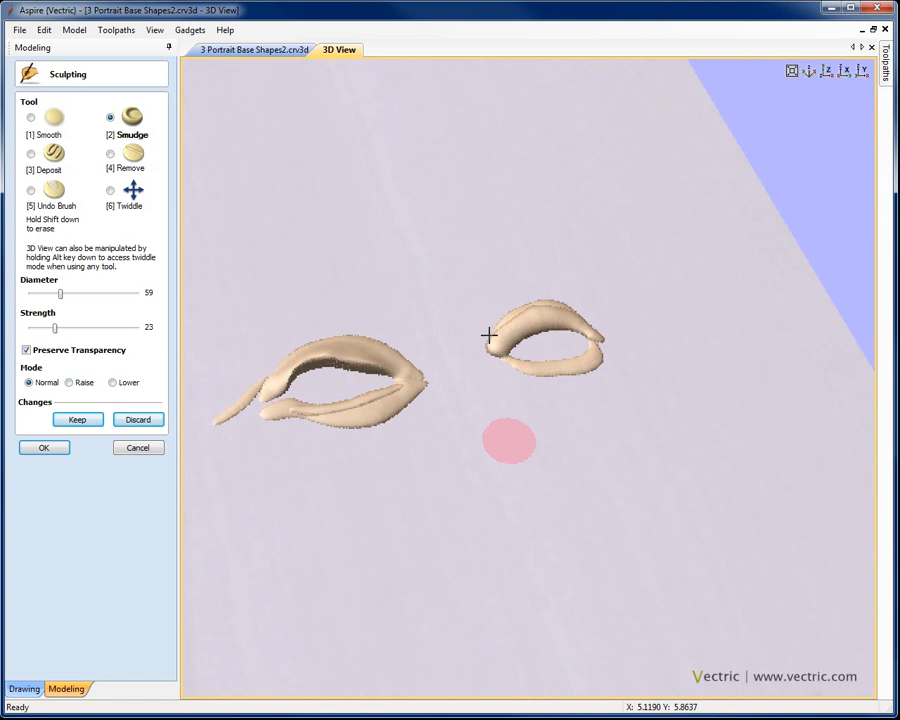 Aspire (Vectric) - [3 Portrait Base Shapes2.crv3d - 3D View]
File Edit Model Toolpaths View Gadgets Help
Modeling
3 Portrait Base Shapes2.crv3d 3D View
Toolpaths
Sculpting
Tool
[1] Smooth [2] Smudge
[3] Deposit [4] Remove
[5] Undo Brush [6] Twiddle
Hold Shift down
to erase
3D View can also be manipulated by
holding Alt key down to access twiddle
mode when using any tool.
Diameter
59
Strength
23
Preserve Transparency
Mode
Normal Raise Lower
Changes
Keep Discard
OK Cancel
Vectric | www.vectric.com
Drawing Modeling
Ready X: 5.1190 Y: 5.8637